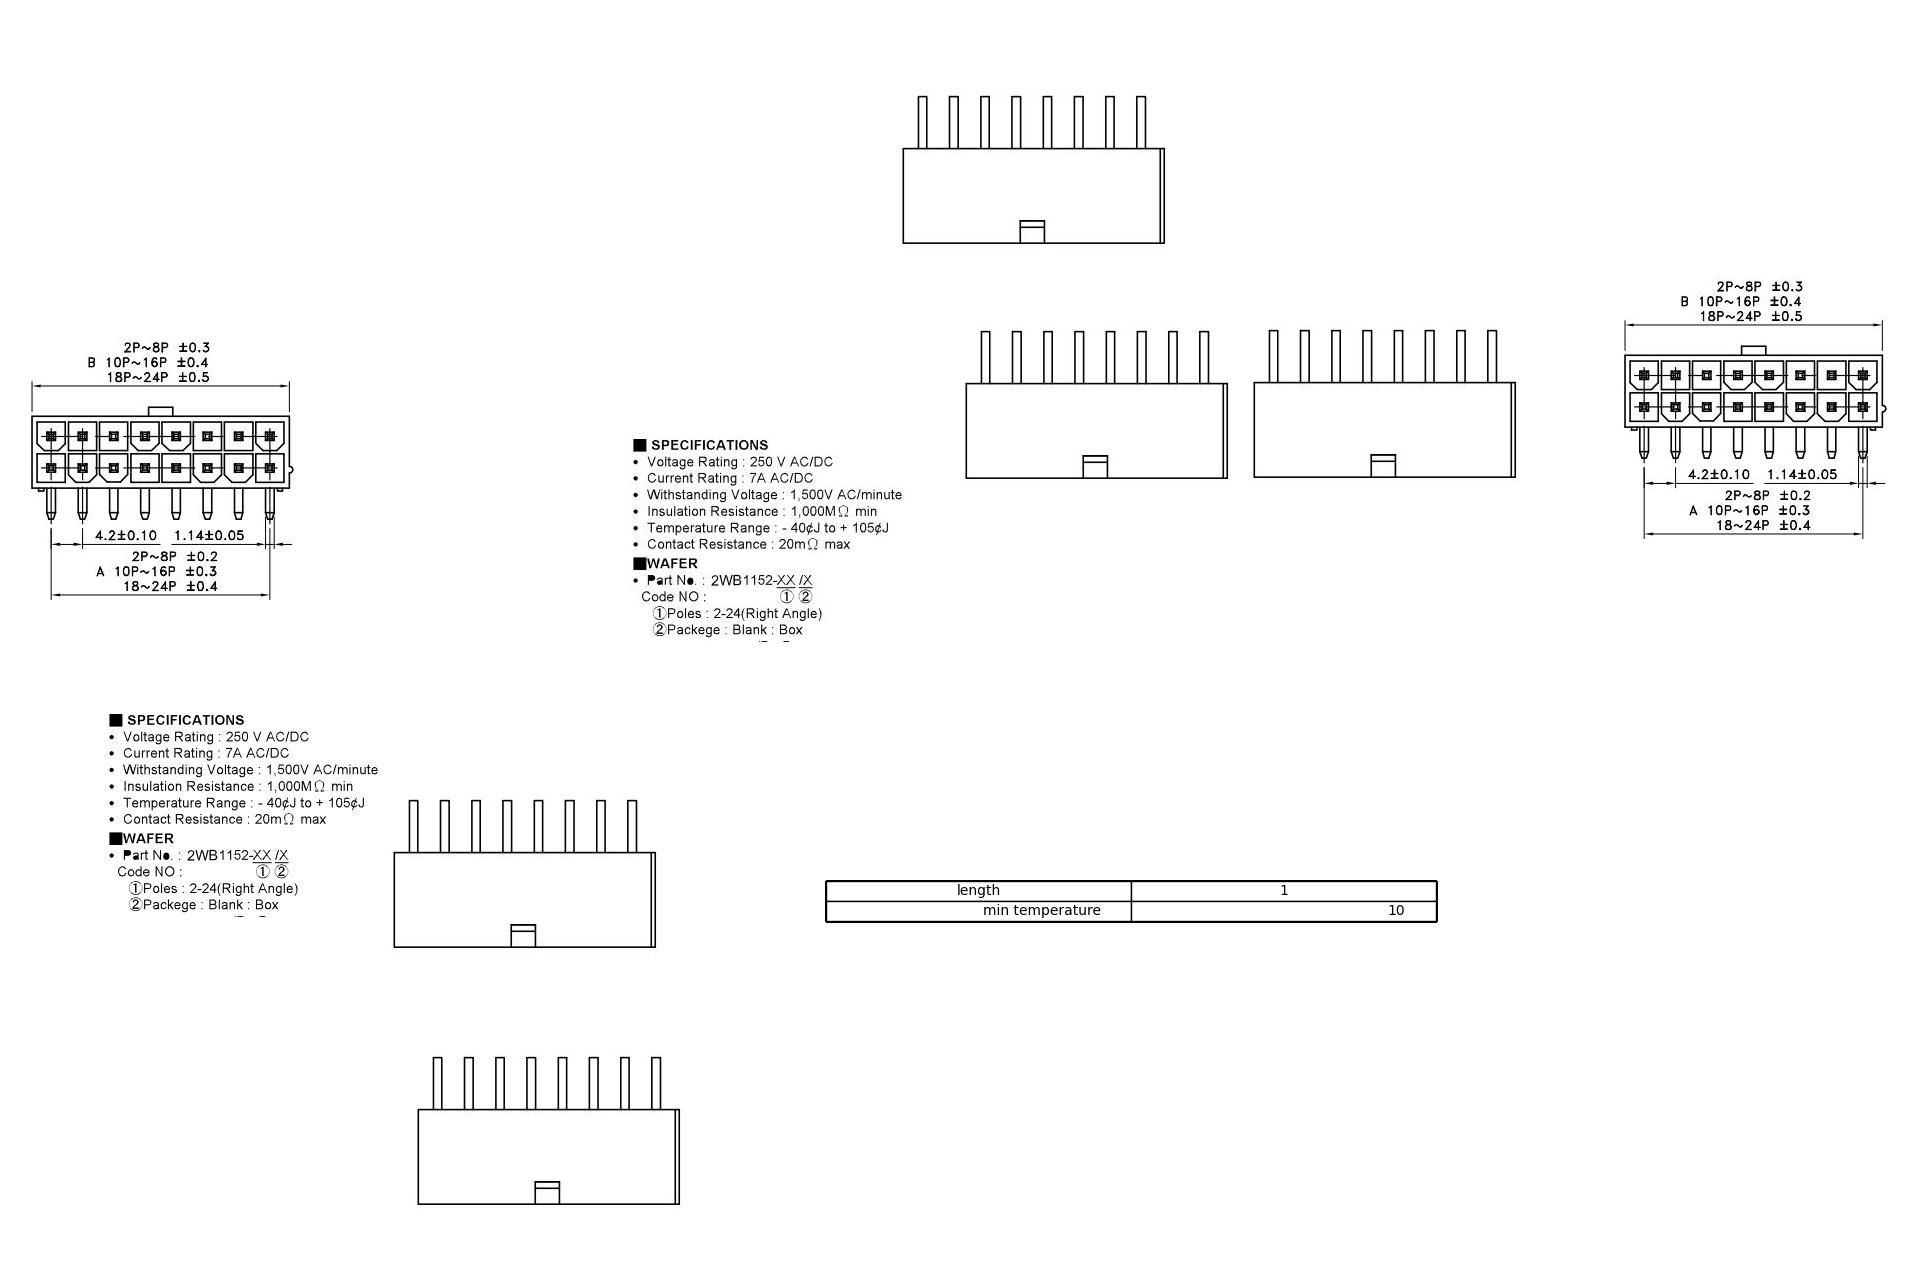 2P~8P ±0.3
B 10P~16P ±0.4
18P~24P ±0.5
4.2±0.10 1.14±0.05
2P~8P ±0.2
A 10P~16P ±0.3
18~24P ±0.4
2P~8P ±0.3
B 10P~16P ±0.4
18P~24P ±0.5
4.2±0.10 1.14±0.05
2P~8P ±0.2
A 10P~16P ±0.3
18~24P ±0.4
■ SPECIFICATIONS
• Voltage Rating : 250 V AC/DC
• Current Rating : 7A AC/DC
• Withstanding Voltage : 1,500V AC/minute
• Insulation Resistance : 1,000MΩ min
• Temperature Range : - 40¢J to + 105¢J
• Contact Resistance : 20mΩ max
■WAFER
• Part No. : 2WB1152-XX /X
Code NO : ① ②
①Poles : 2-24(Right Angle)
②Packege : Blank : Box
■ SPECIFICATIONS
• Voltage Rating : 250 V AC/DC
• Current Rating : 7A AC/DC
• Withstanding Voltage : 1,500V AC/minute
• Insulation Resistance : 1,000MΩ min
• Temperature Range : - 40¢J to + 105¢J
• Contact Resistance : 20mΩ max
■WAFER
• Part No. : 2WB1152-XX /X
Code NO : ① ②
①Poles : 2-24(Right Angle)
②Packege : Blank : Box
length 1
min temperature 10